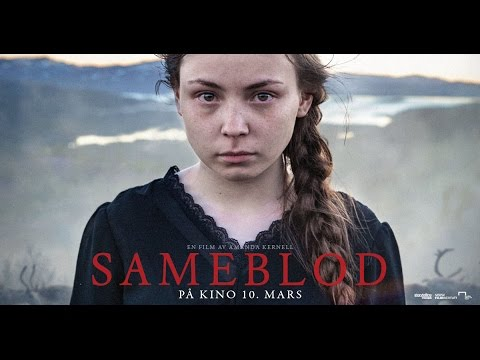 EN FILM AV AMANDA KERNELL
SAMEBLOD
PÅ KINO 10. MARS